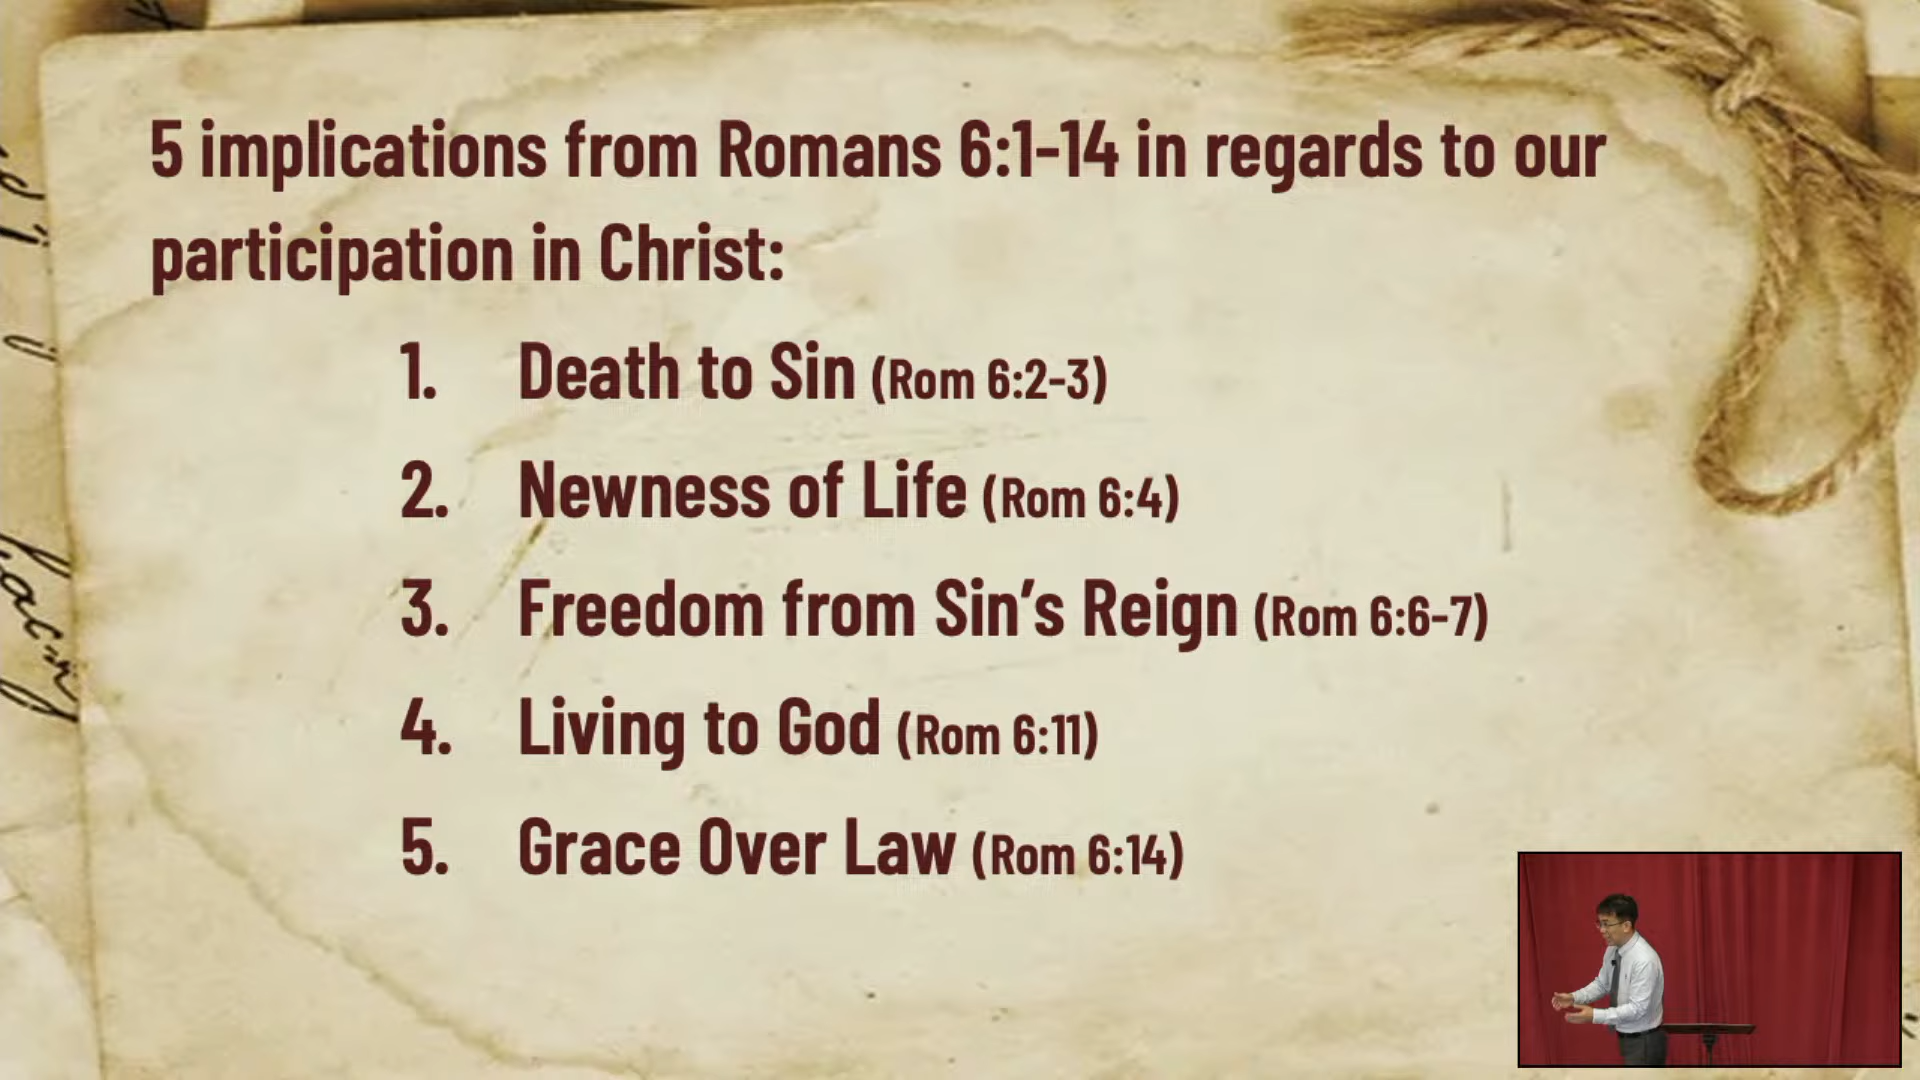 5 implications from Romans 6:1-14 in regards to our
participation in Christ:
1. Death to Sin (Rom 6:2-3)
2. Newness of Life (Rom 6:4)
3. Freedom from Sin’s Reign (Rom 6:6-7)
4. Living to God (Rom 6:11)
5. Grace Over Law (Rom 6:14)